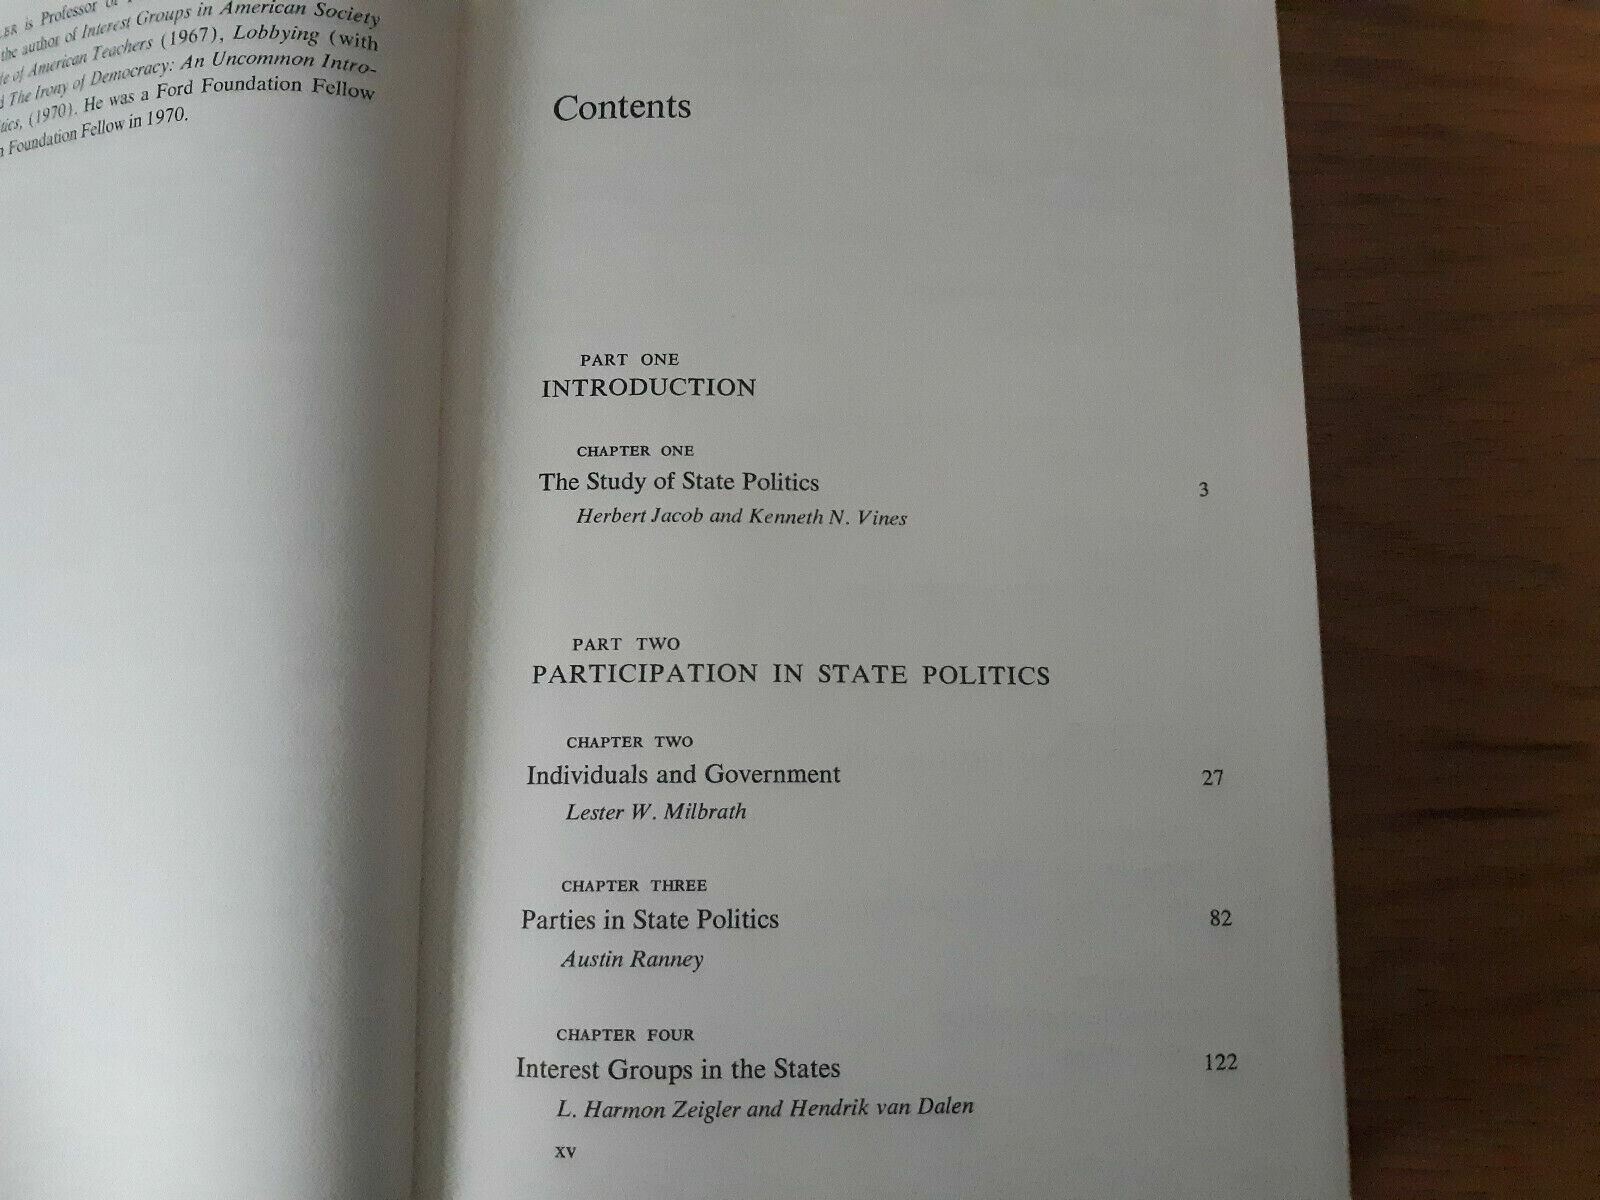 is Professor of
the author of Interest Groups in American Society
of American Teachers (1967), Lobbying (with
The Irony of Democracy: An Uncommon Intro-
(1970). He was a Ford Foundation Fellow
Foundation Fellow in 1970.
Contents
PART ONE
INTRODUCTION
CHAPTER ONE
The Study of State Politics 3
Herbert Jacob and Kenneth N. Vines
PART TWO
PARTICIPATION IN STATE POLITICS
CHAPTER TWO
Individuals and Government 27
Lester W. Milbrath
CHAPTER THREE
Parties in State Politics 82
Austin Ranney
CHAPTER FOUR
Interest Groups in the States 122
L. Harmon Zeigler and Hendrik van Dalen
xv